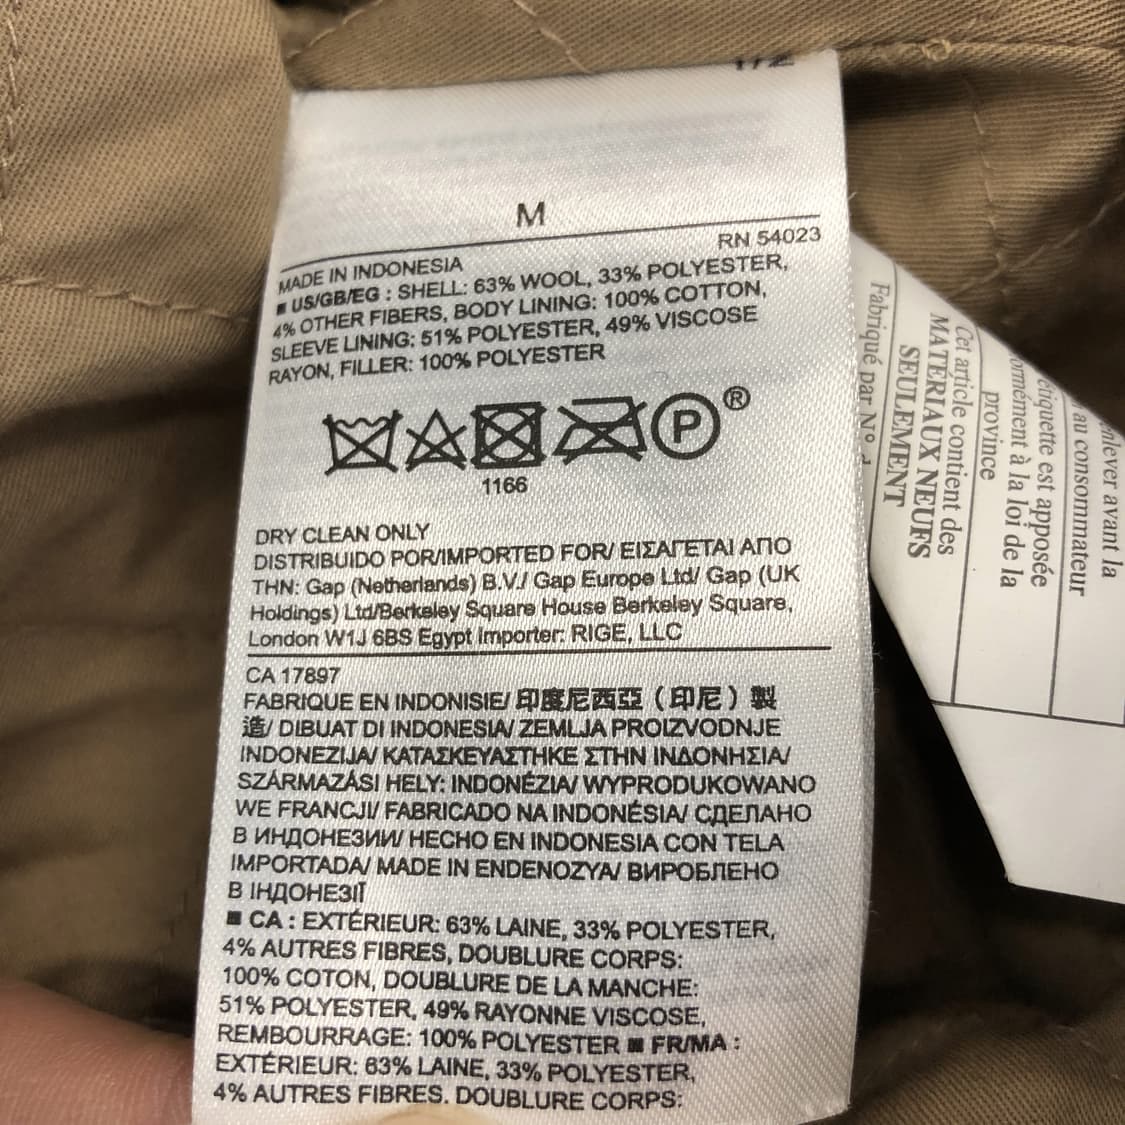 M
RN 54023
MADE IN INDONESIA
■ US/GB/EG : SHELL: 63% WOOL, 33% POLYESTER,
4% OTHER FIBERS, BODY LINING: 100% COTTON,
SLEEVE LINING: 51% POLYESTER, 49% VISCOSE
RAYON, FILLER: 100% POLYESTER
P ®
1166
DRY CLEAN ONLY
DISTRIBUIDO POR/IMPORTED FOR/ ΕΙΣΑΓΕΤΑΙ ΑΠΟ
ΤΗΝ: Gap (Netherlands) B.V./ Gap Europe Ltd/ Gap (UK
Holdings) Ltd/Berkeley Square House Berkeley Square,
London W1J 6BS Egypt Importer: RIGE, LLC
CA 17897
FABRIQUE EN INDONISIE/ 印度尼西亞（印尼）製
造/ DIBUAT DI INDONESIA/ ZEMLJA PROIZVODNJE
INDONEZIJA/ ΚΑΤΑΣΚΕΥΑΣΤΗΚΕ ΣΤΗΝ ΙΝΔΟΝΗΣΙΑ/
SZÁRMAZÁSI HELY: INDONÉZIA/ WYPRODUKOWANO
WE FRANCJI/ FABRICADO NA INDONÉSIA/ СДЕЛАНО
В ИНДОНЕЗИИ/ HECHO EN INDONESIA CON TELA
IMPORTADA/ MADE IN ENDENOZYA/ ВИРОБЛЕНО
В ІНДОНЕЗІЇ
■ CA : EXTÉRIEUR: 63% LAINE, 33% POLYESTER,
4% AUTRES FIBRES, DOUBLURE CORPS:
100% COTON, DOUBLURE DE LA MANCHE:
51% POLYESTER, 49% RAYONNE VISCOSE,
REMBOURRAGE: 100% POLYESTER ■ FR/MA :
EXTÉRIEUR: 63% LAINE, 33% POLYESTER,
4% AUTRES FIBRES. DOUBLURE CORPS:
avant la
au consommateur
étiquette est apposée
à la loi de la
province
Cet article contient des
MATÉRIAUX NEUFS
SEULEMENT
Fabriqué par Nº